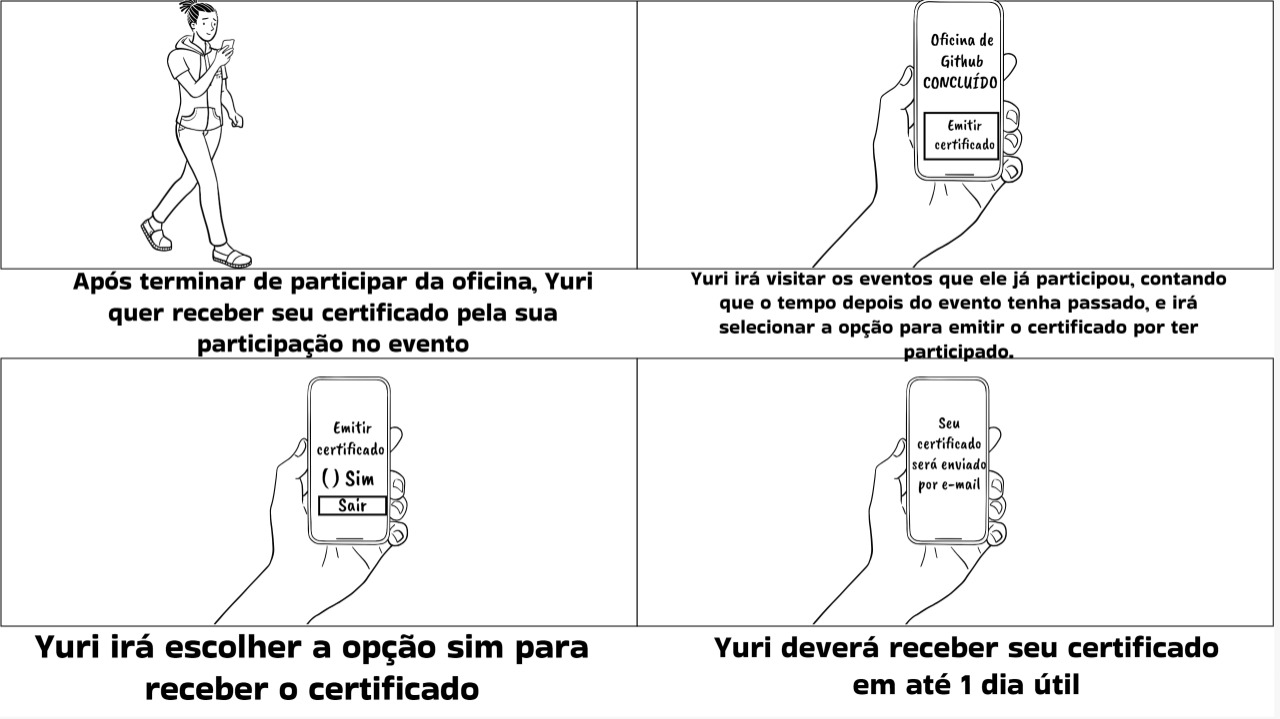 Oficina de
Github
CONCLUÍDO
Emitir
certificado
Após terminar de participar da oficina, Yuri
quer receber seu certificado pela sua
participação no evento
Yuri irá visitar os eventos que ele já participou, contando
que o tempo depois do evento tenha passado, e irá
selecionar a opção para emitir o certificado por ter
participado.
Emitir
certificado
( ) Sim
Sair
Seu
certificado
será enviado
por e-mail
Yuri irá escolher a opção sim para
receber o certificado
Yuri deverá receber seu certificado
em até 1 dia útil